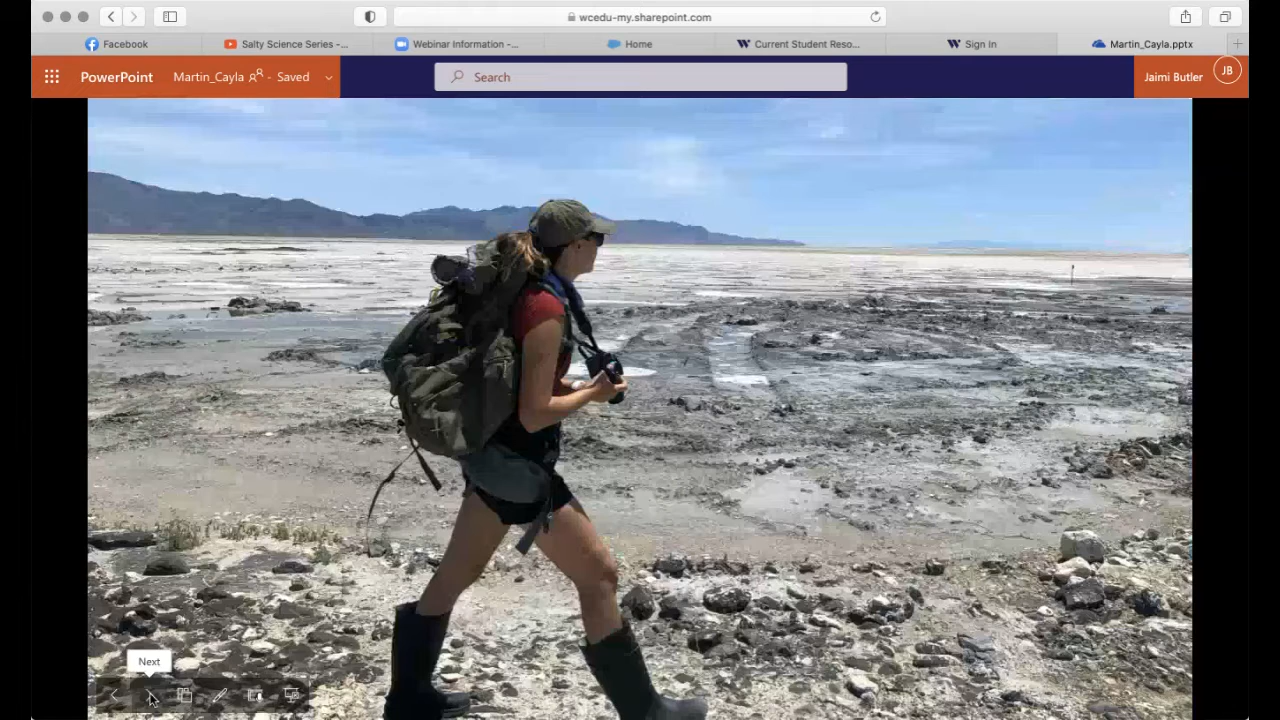 wcedu-my.sharepoint.com
Facebook
Salty Science Series -...
Webinar Information -...
Home
Current Student Reso...
Sign In
Martin_Cayla.pptx
PowerPoint
Martin_Cayla - Saved
Search
Jaimi Butler
JB
Next